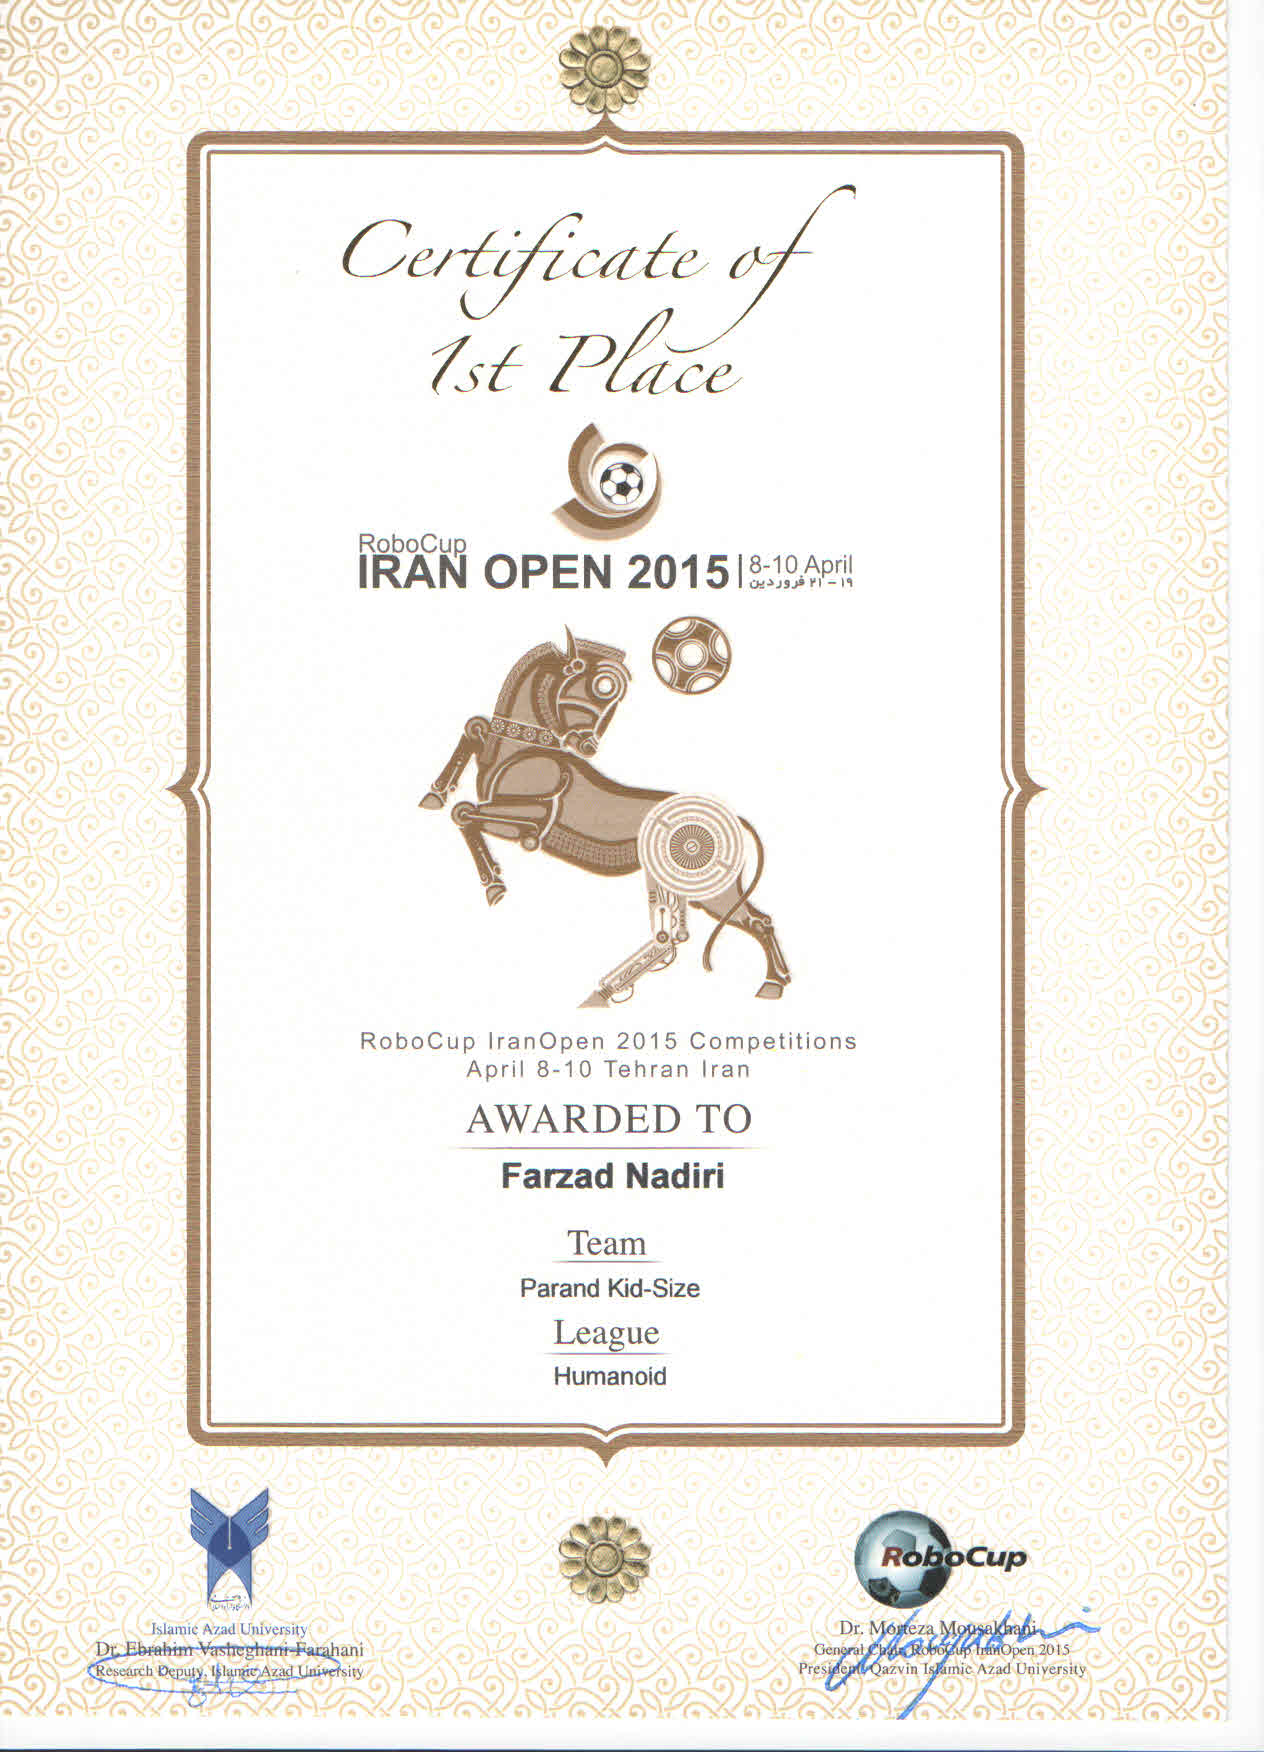 Certificate of
1st Place
RoboCup
IRAN OPEN 2015
8-10 April
۱۹ – ۲۱ فروردین
RoboCup IranOpen 2015 Competitions
April 8-10 Tehran Iran
AWARDED TO
Farzad Nadiri
Team
Parand Kid-Size
League
Humanoid
Islamic Azad University
Dr. Ebrahim Vasheghani-Farahani
Research Deputy, Islamic Azad University
RoboCup
Dr. Morteza Mousakhani
General Chair, RoboCup IranOpen 2015
President, Qazvin Islamic Azad University